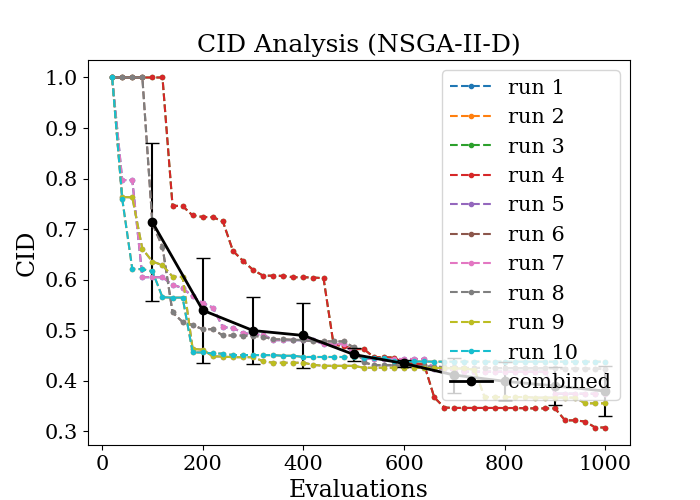 CID Analysis (NSGA-II-D)
1.0
0.9
0.8
0.7
0.6
0.5
0.4
0.3
CID
run 1
run 2
run 3
run 4
run 5
run 6
run 7
run 8
run 9
run 10
combined
0 200 400 600 800 1000
Evaluations